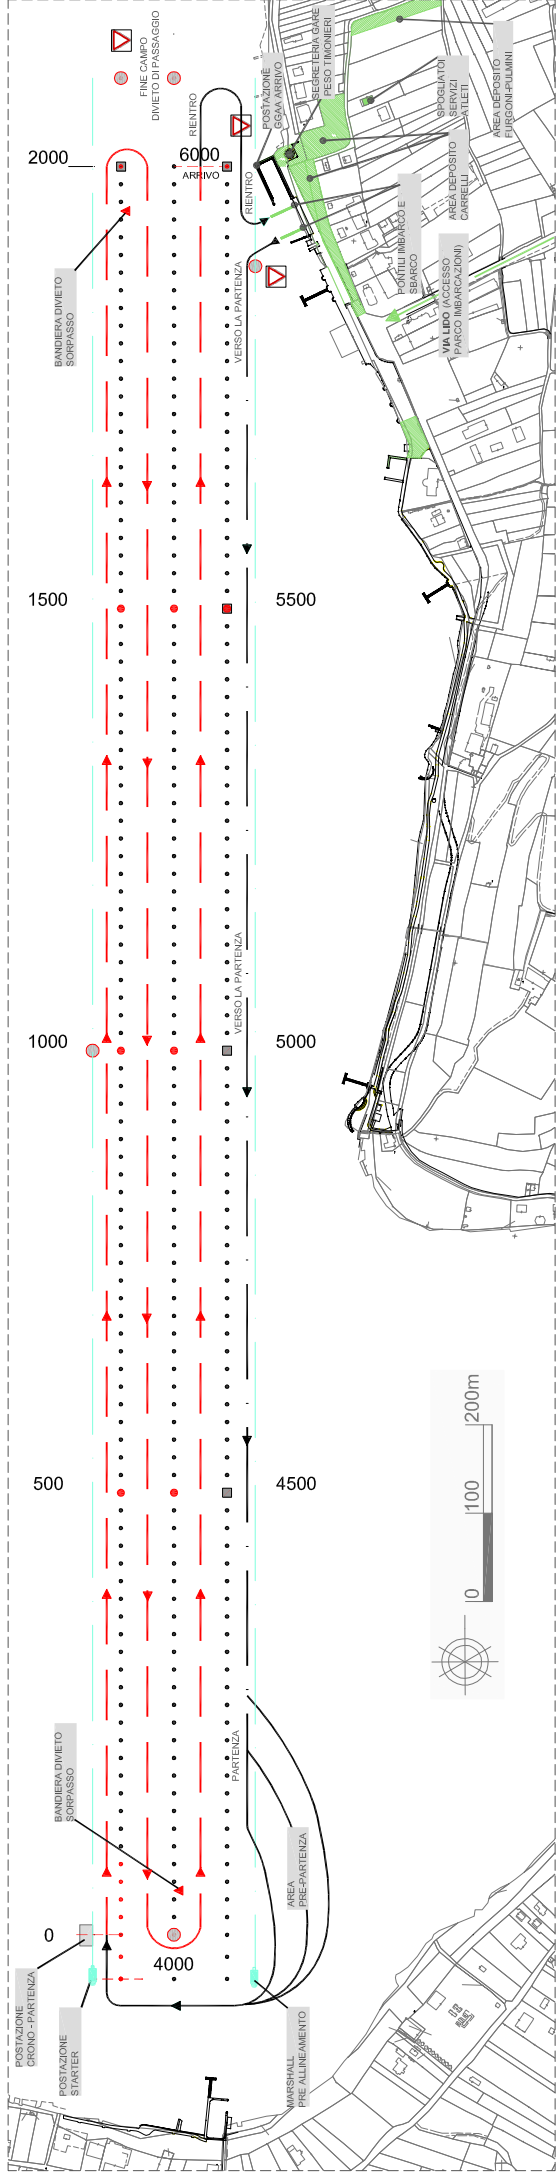 FINE CAMPO
DIVIETO DI PASSAGGIO
RIENTRO
POSTAZIONE
GGAA ARRIVO
SEGRETERIA GARE
PESO TIMONIERI
SPOGLIATOI
SERVIZI
ATLETI
AREA DEPOSITO
FURGONI-PULMINI
2000
6000
ARRIVO
RIENTRO
AREA DEPOSITO
CARRELLI
PONTILI IMBARCO E
SBARCO
BANDIERA DIVIETO
SORPASSO
VERSO LA PARTENZA
VIA LIDO (ACCESSO
PARCO IMBARCAZIONI)
1500
5500
VERSO LA PARTENZA
1000
5000
500
4500
0
100
200m
PARTENZA
BANDIERA DIVIETO
SORPASSO
AREA
PRE-PARTENZA
0
4000
POSTAZIONE
CRONO - PARTENZA
POSTAZIONE
STARTER
MARSHALL
PRE ALLINEAMENTO